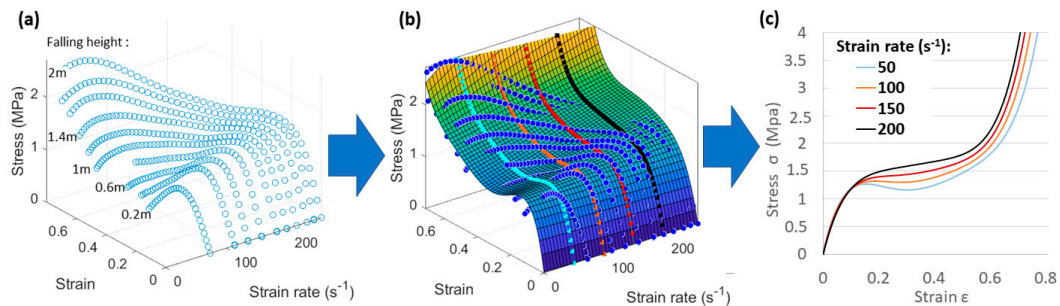 (a)
Falling height :
2m
1.4m
1m
0.6m
0.2m
Stress (MPa)
2
1
0
0.6
0.4
0.2
0
Strain
0
100
200
Strain rate (s⁻¹)
(b)
Stress (MPa)
2
1
0
0.6
0.4
0.2
0
Strain
0
100
200
Strain rate (s⁻¹)
(c)
Strain rate (s⁻¹):
50
100
150
200
Stress σ (Mpa)
4
3.5
3
2.5
2
1.5
1
0.5
0
0
0.2
0.4
0.6
0.8
Strain ε